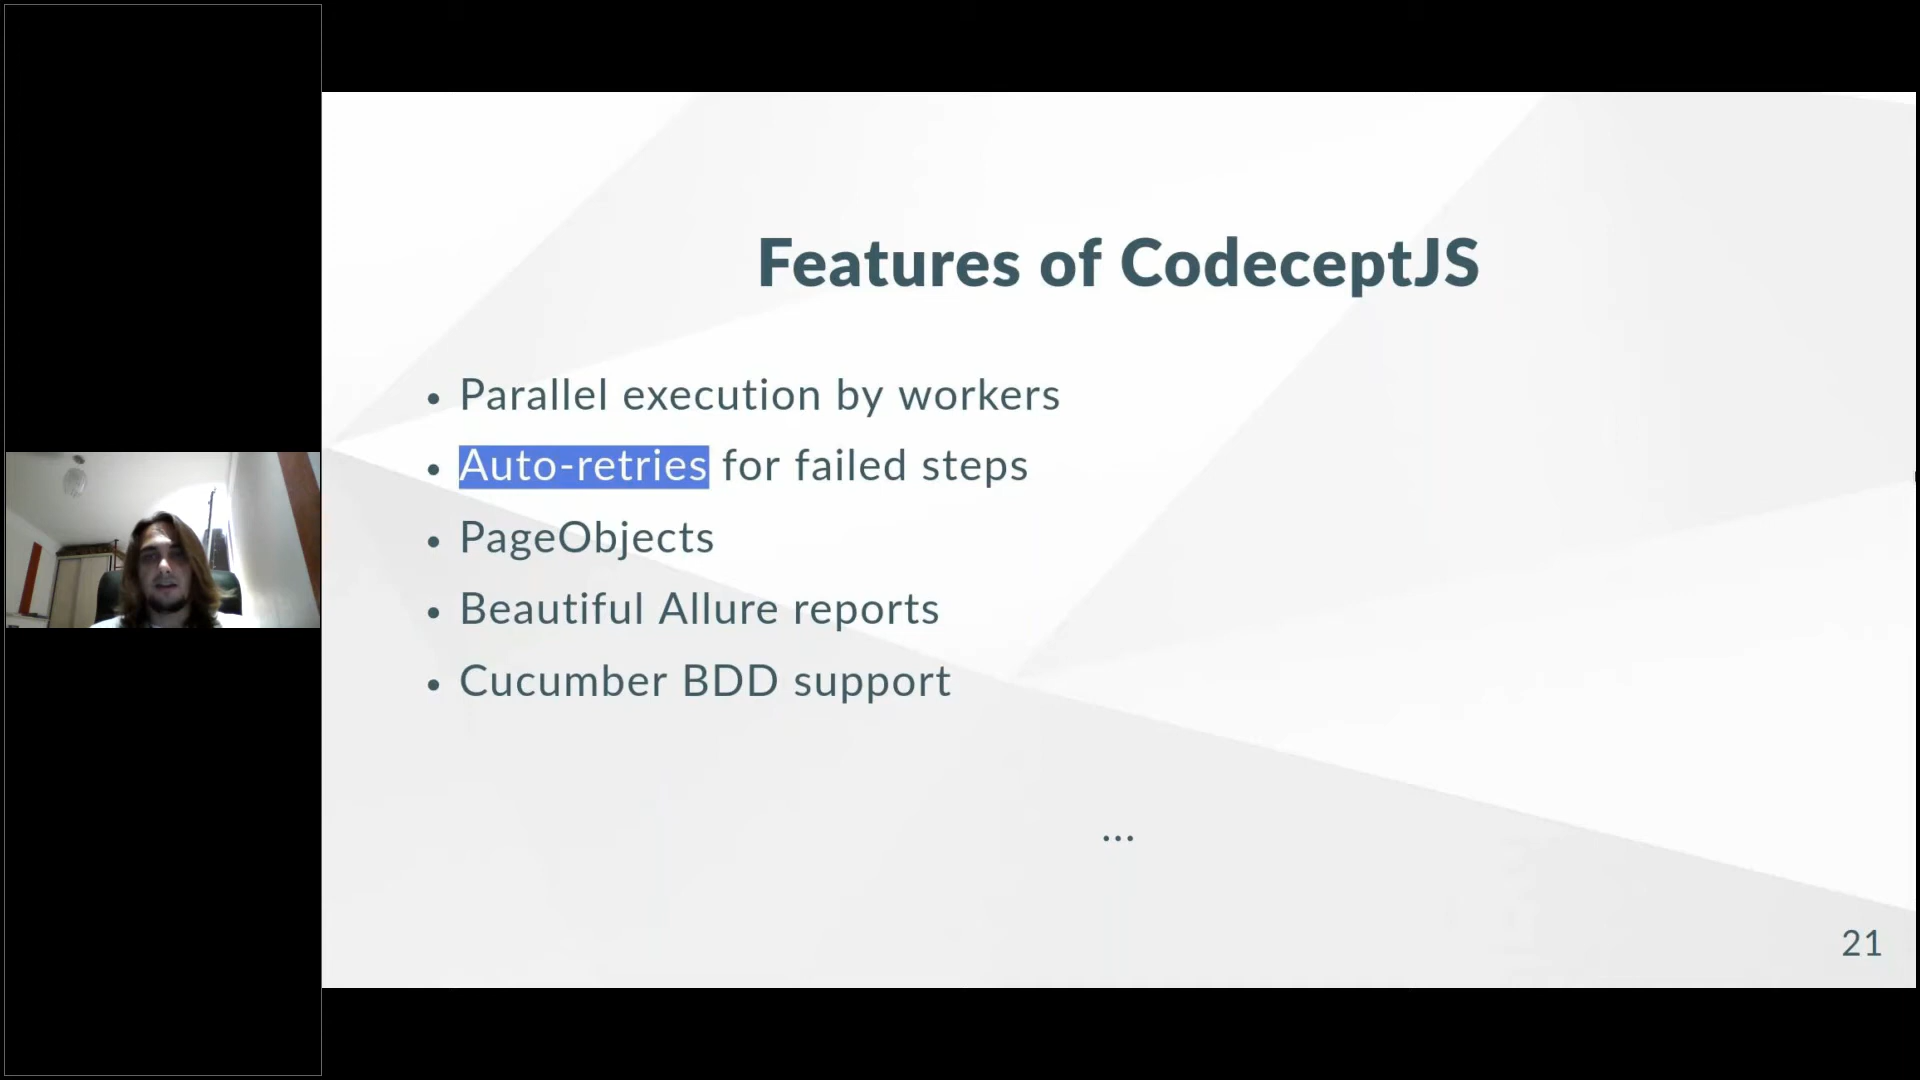 Features of CodeceptJS
• Parallel execution by workers
• Auto-retries for failed steps
• PageObjects
• Beautiful Allure reports
• Cucumber BDD support
...
21